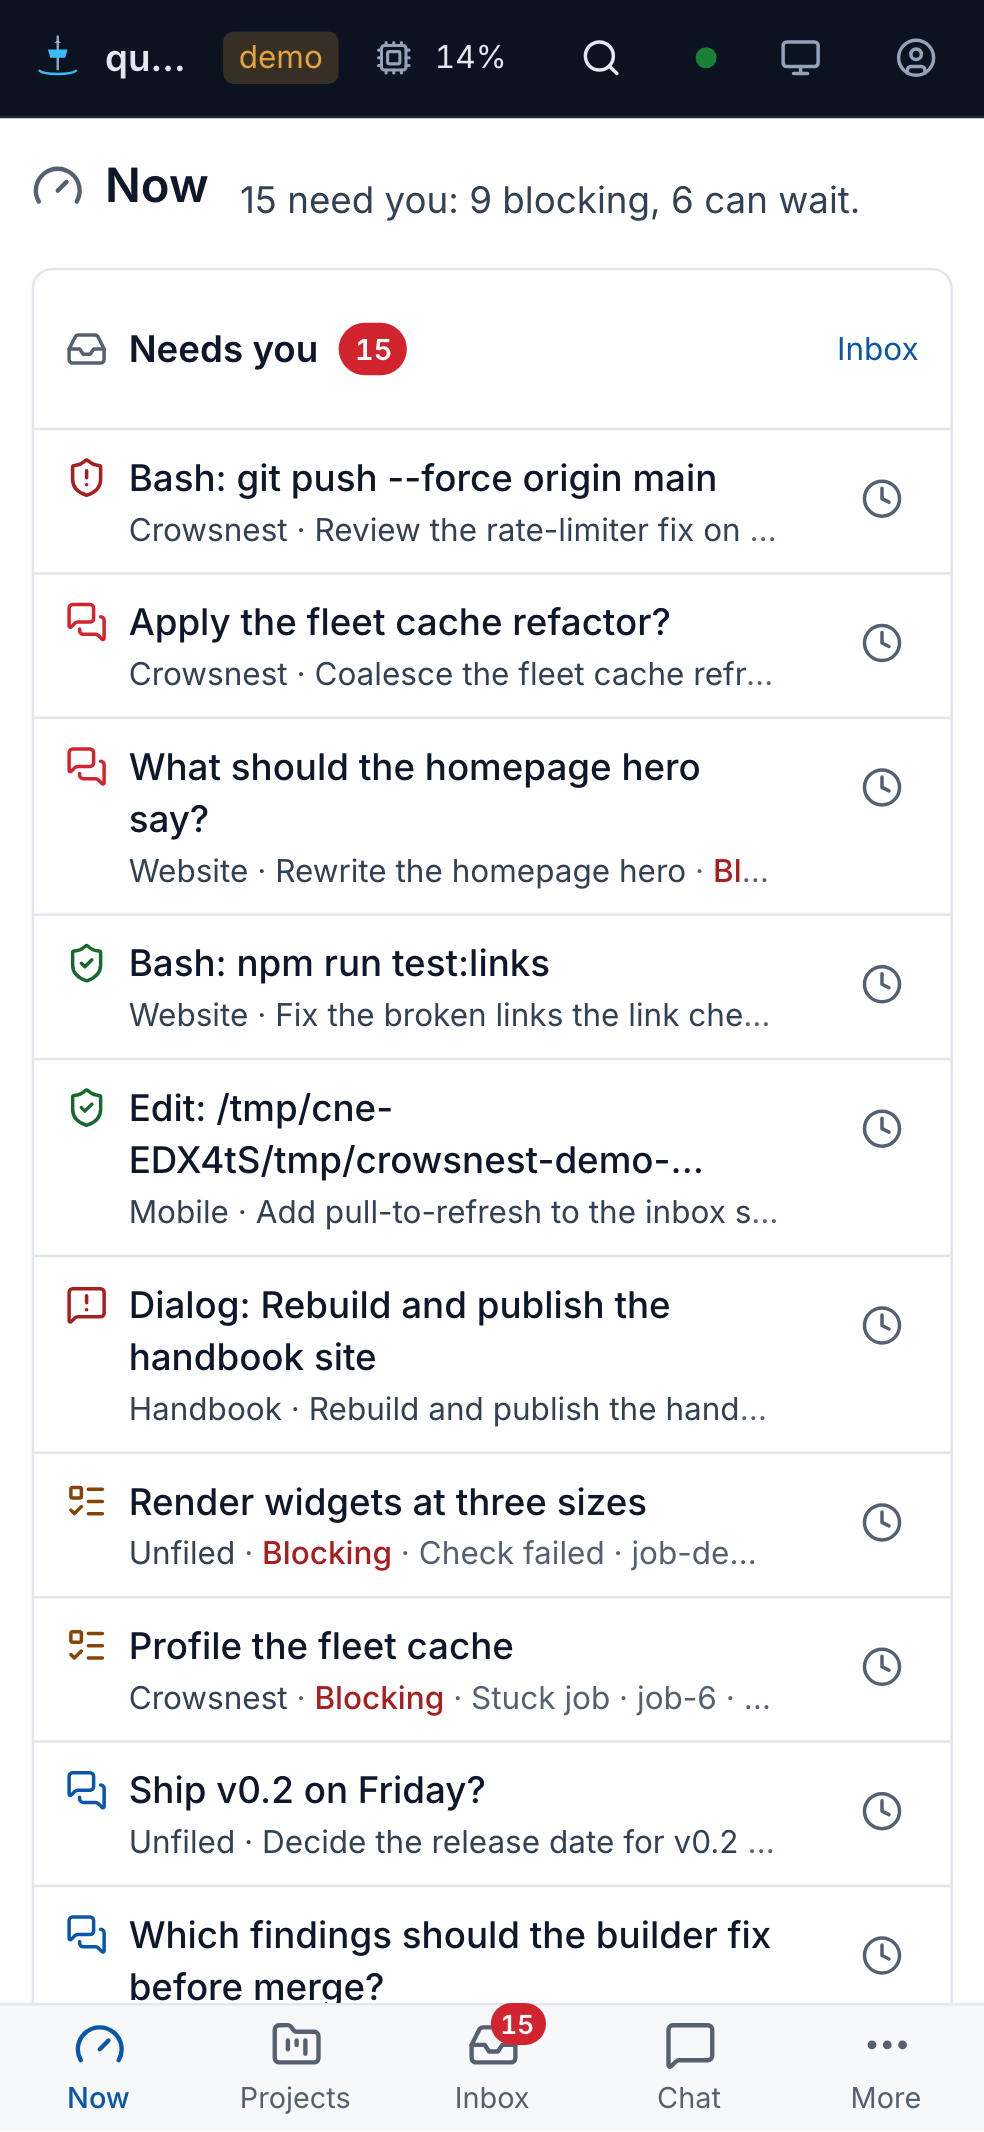 qu...
demo
14%
Now
15 need you: 9 blocking, 6 can wait.
Needs you
15
Inbox
Bash: git push --force origin main
Crowsnest · Review the rate-limiter fix on ...
Apply the fleet cache refactor?
Crowsnest · Coalesce the fleet cache refr...
What should the homepage hero
say?
Website · Rewrite the homepage hero · Bl...
Bash: npm run test:links
Website · Fix the broken links the link che...
Edit: /tmp/cne-
EDX4tS/tmp/crowsnest-demo-...
Mobile · Add pull-to-refresh to the inbox s...
Dialog: Rebuild and publish the
handbook site
Handbook · Rebuild and publish the hand...
Render widgets at three sizes
Unfiled · Blocking · Check failed · job-de...
Profile the fleet cache
Crowsnest · Blocking · Stuck job · job-6 · ...
Ship v0.2 on Friday?
Unfiled · Decide the release date for v0.2 ...
Which findings should the builder fix
before merge?
15
Now
Projects
Inbox
Chat
More